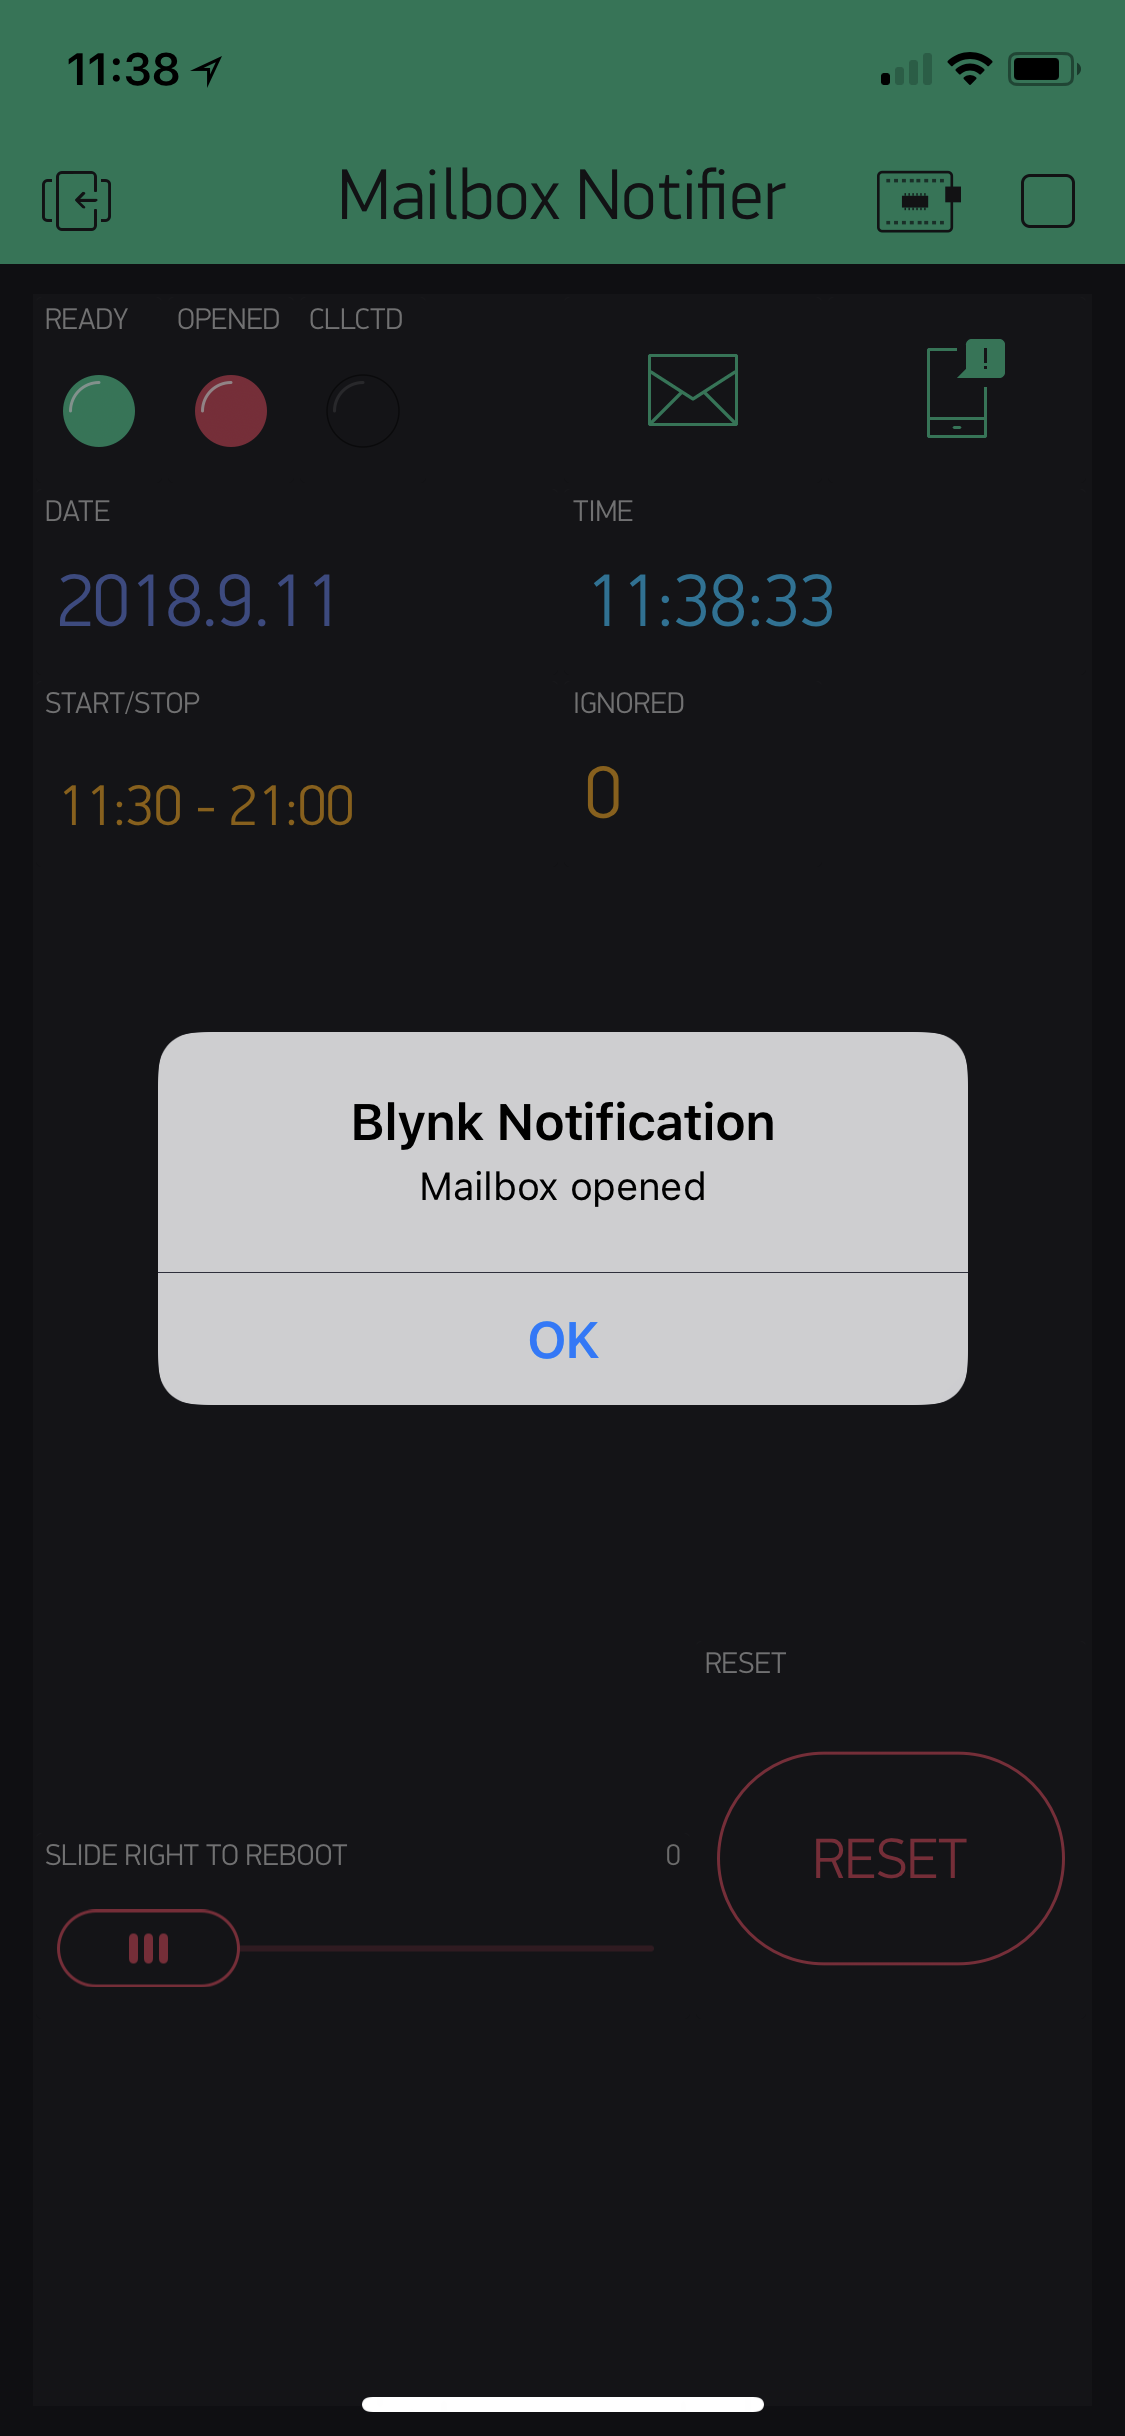 11:38
Mailbox Notifier
READY OPENED CLLCTD
!
DATE TIME
2018.9.11 11:38:33
START/STOP IGNORED
11:30 - 21:00 0
Blynk Notification
Mailbox opened
OK
RESET
SLIDE RIGHT TO REBOOT 0
RESET